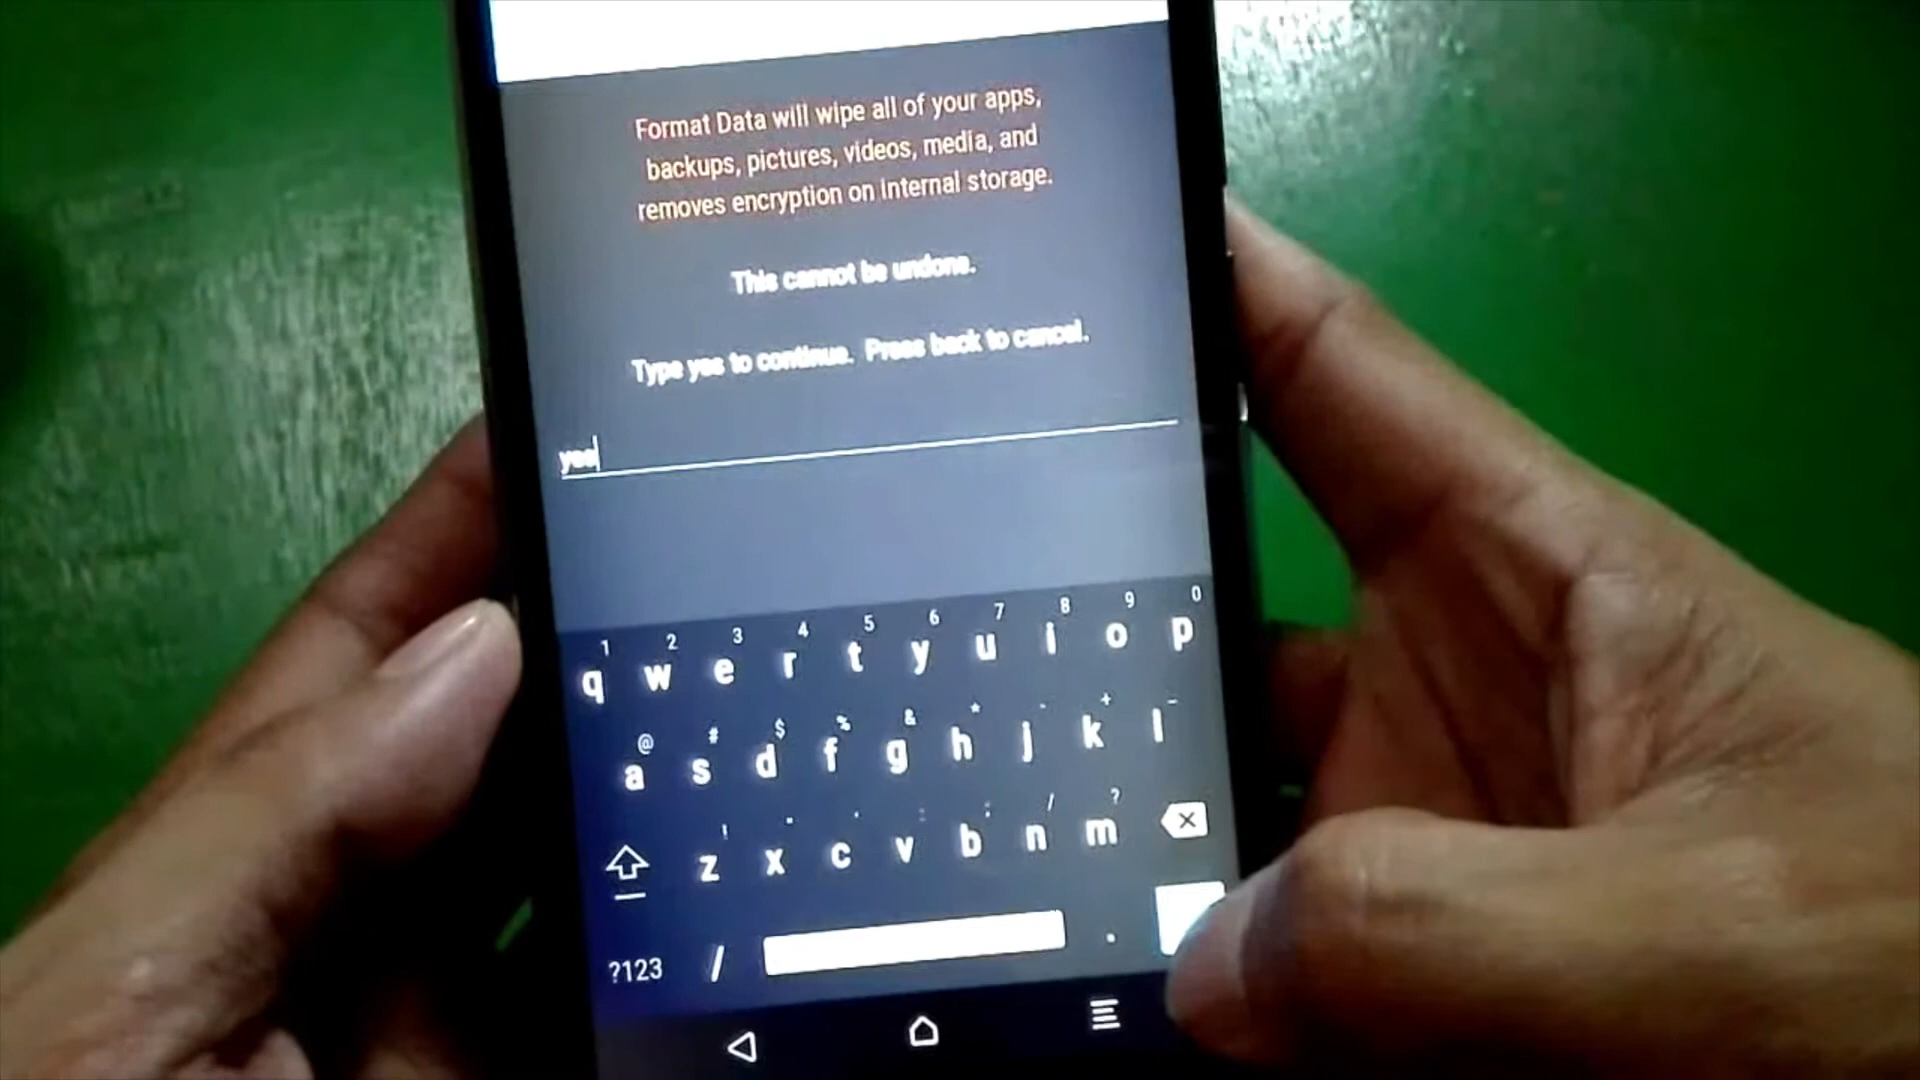 Format Data will wipe all of your apps,
backups, pictures, videos, media, and
removes encryption on internal storage.
This cannot be undone.
Type yes to continue. Press back to cancel.
yes
1 2 3 4 5 6 7 8 9 0
q w e r t y u i o p
@ # $ % & * - + 
a s d f g h j k l
! : ; / ?
z x c v b n m
?123 / .